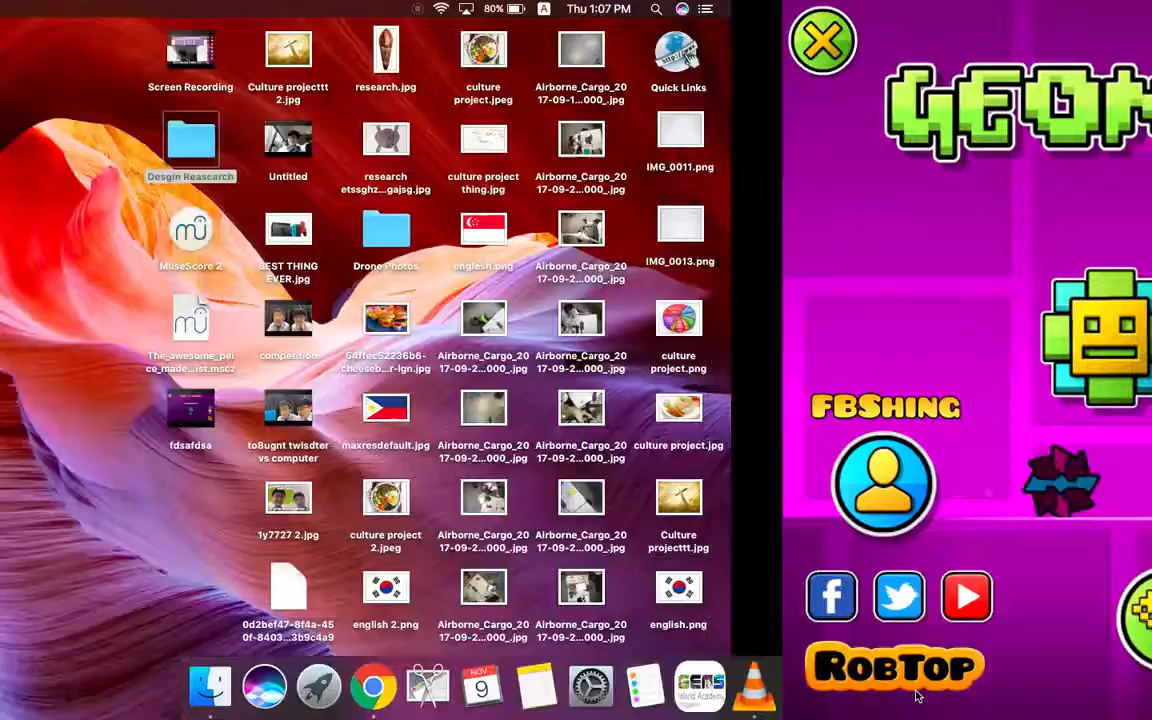 80%
A
Thu 1:07 PM
Screen Recording
Culture projecttt
2.jpg
research.jpg
culture
project.jpeg
Airborne_Cargo_20
17-09-1...000_.jpg
Quick Links
http://www
Desgin Reascarch
Untitled
research
etssghz...gajsg.jpg
culture project
thing.jpg
Airborne_Cargo_20
17-09-2...000_.jpg
IMG_0011.png
MuseScore 2
BEST THING
EVER.jpg
Drone Photos
englesh.png
Airborne_Cargo_20
17-09-2...000_.jpg
IMG_0013.png
The_awesome_pei
ce_made...ist.mscz
competition
54ffec52236b6-
cheeseb...r-lgn.jpg
Airborne_Cargo_20
17-09-2...000_.jpg
Airborne_Cargo_20
17-09-2...000_.jpg
culture
project.png
fdsafdsa
to8ugnt twisdter
vs computer
maxresdefault.jpg
Airborne_Cargo_20
17-09-2...000_.jpg
Airborne_Cargo_20
17-09-2...000_.jpg
culture project.jpg
1y7727 2.jpg
culture project
2.jpeg
Airborne_Cargo_20
17-09-2...000_.jpg
Airborne_Cargo_20
17-09-2...000_.jpg
Culture
projecttt.jpg
0d2bef47-8f4a-45
0f-8403...3b9c4a9
english 2.png
Airborne_Cargo_20
17-09-2...000_.jpg
Airborne_Cargo_20
17-09-2...000_.jpg
english.png
NOV
9
GEMS
World Academy
GEOM
FBShing
RobTop